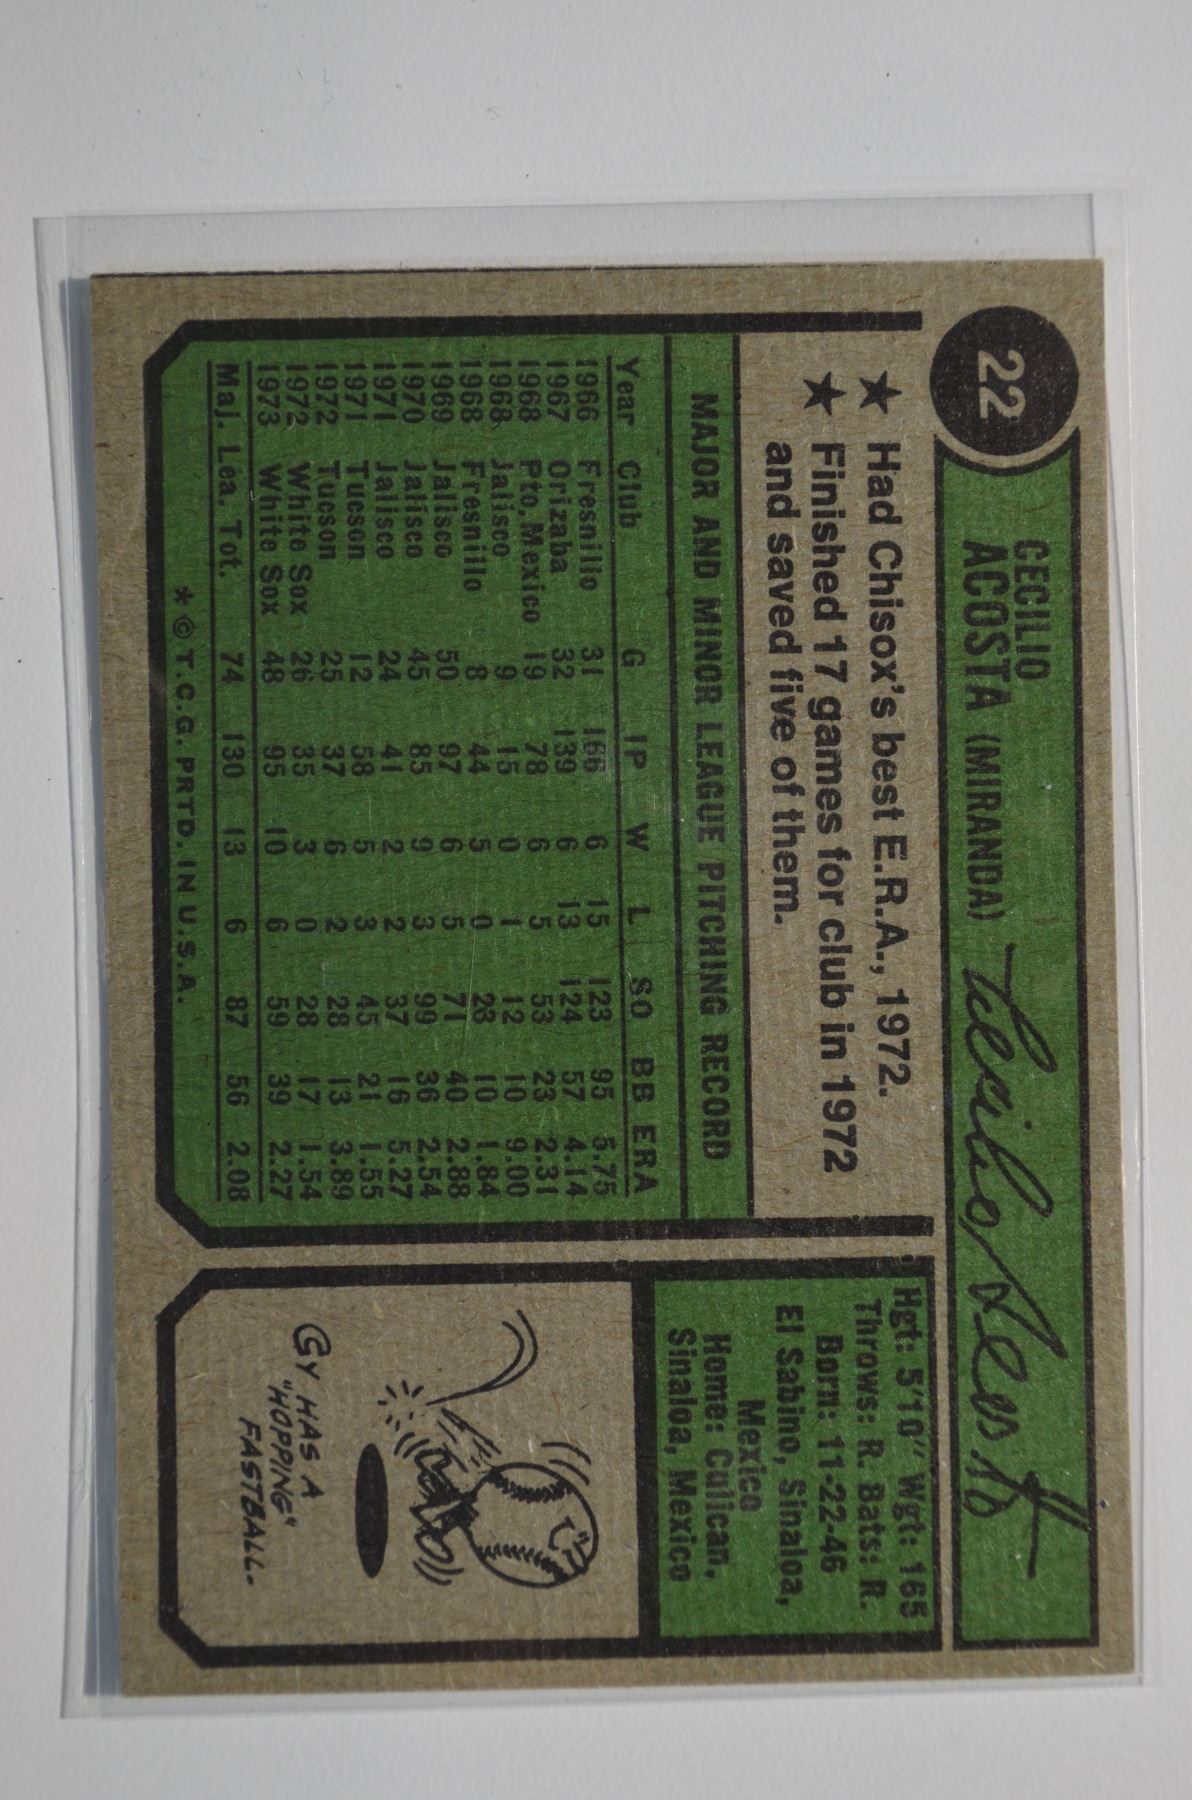 22
CECILIO
ACOSTA (MIRANDA)
Cecilio Acosta
★ Had Chisox's best E.R.A., 1972.
★ Finished 17 games for club in 1972
and saved five of them.
MAJOR AND MINOR LEAGUE PITCHING RECORD
Year Club G IP W L SO BB ERA
1966 Fresnillo 31 166 6 15 123 95 5.75
1967 Orizaba 32 139 6 13 124 57 4.14
1968 Pto. Mexico 19 78 6 5 53 23 2.31
1968 Jalisco 9 15 0 1 12 10 9.00
1968 Fresnillo 8 44 5 0 28 10 1.84
1969 Jalisco 50 97 6 5 71 40 2.88
1970 Jalisco 45 85 9 3 99 36 2.54
1971 Jalisco 24 41 2 2 37 16 5.27
1971 Tucson 12 58 5 3 45 21 1.55
1972 Tucson 25 37 6 2 28 13 3.89
1972 White Sox 26 35 3 0 28 17 1.54
1973 White Sox 48 95 10 6 59 39 2.27
Maj. Lea. Tot. 74 130 13 6 87 56 2.08
* © T.C.G. PRTD. IN U.S.A.
Hgt: 5'10" Wgt: 165
Throws: R. Bats: R.
Born: 11-22-46
El Sabino, Sinaloa,
Mexico
Home: Culican,
Sinaloa, Mexico
CY HAS A
"HOPPING"
FASTBALL.